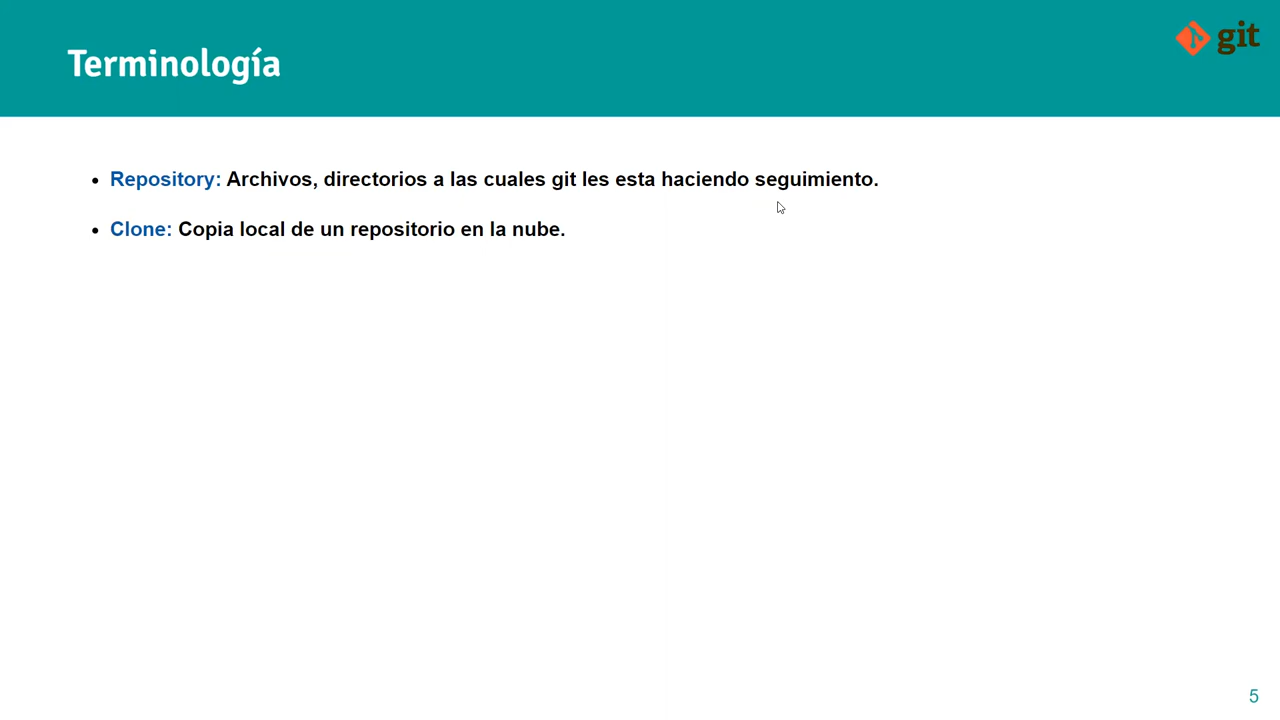 Terminología
git
Repository: Archivos, directorios a las cuales git les esta haciendo seguimiento.
Clone: Copia local de un repositorio en la nube.
5